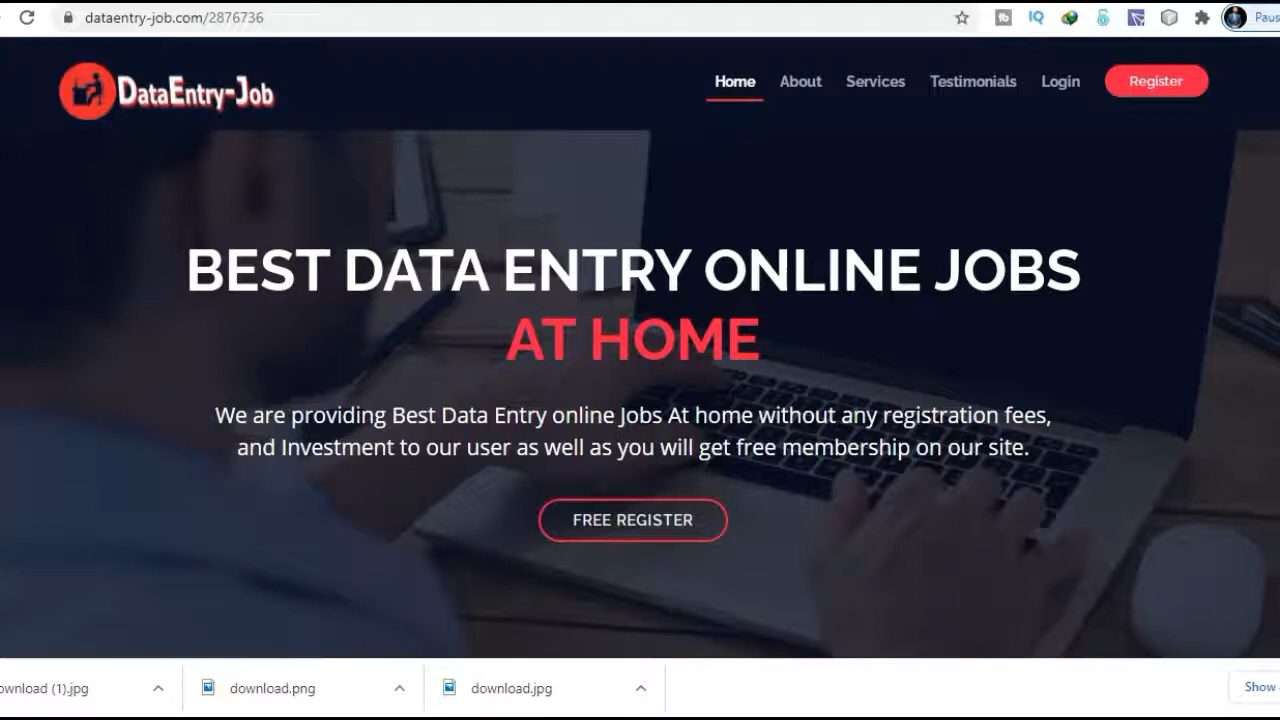 dataentry-job.com/2876736
IQ
Paus
DataEntry-Job
Home
About
Services
Testimonials
Login
Register
BEST DATA ENTRY ONLINE JOBS
AT HOME
We are providing Best Data Entry online Jobs At home without any registration fees,
and Investment to our user as well as you will get free membership on our site.
FREE REGISTER
ownload (1).jpg
download.png
download.jpg
Show